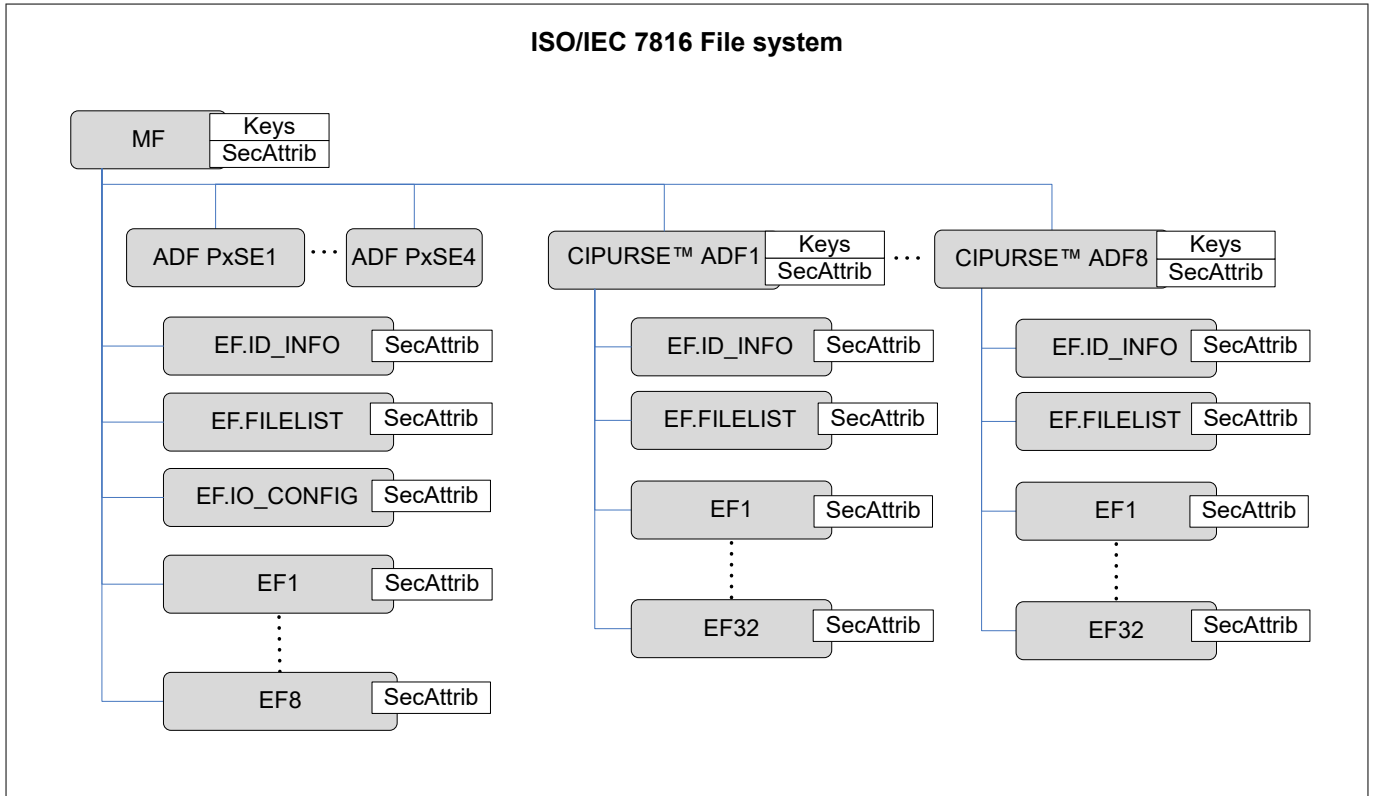 ISO/IEC 7816 File system
MF
Keys
SecAttrib
ADF PxSE1
...
ADF PxSE4
CIPURSE™ ADF1
Keys
SecAttrib
...
CIPURSE™ ADF8
Keys
SecAttrib
EF.ID_INFO
SecAttrib
EF.FILELIST
SecAttrib
EF.IO_CONFIG
SecAttrib
EF1
SecAttrib
EF8
SecAttrib
EF.ID_INFO
SecAttrib
EF.FILELIST
SecAttrib
EF1
SecAttrib
EF32
SecAttrib
EF.ID_INFO
SecAttrib
EF.FILELIST
SecAttrib
EF1
SecAttrib
EF32
SecAttrib